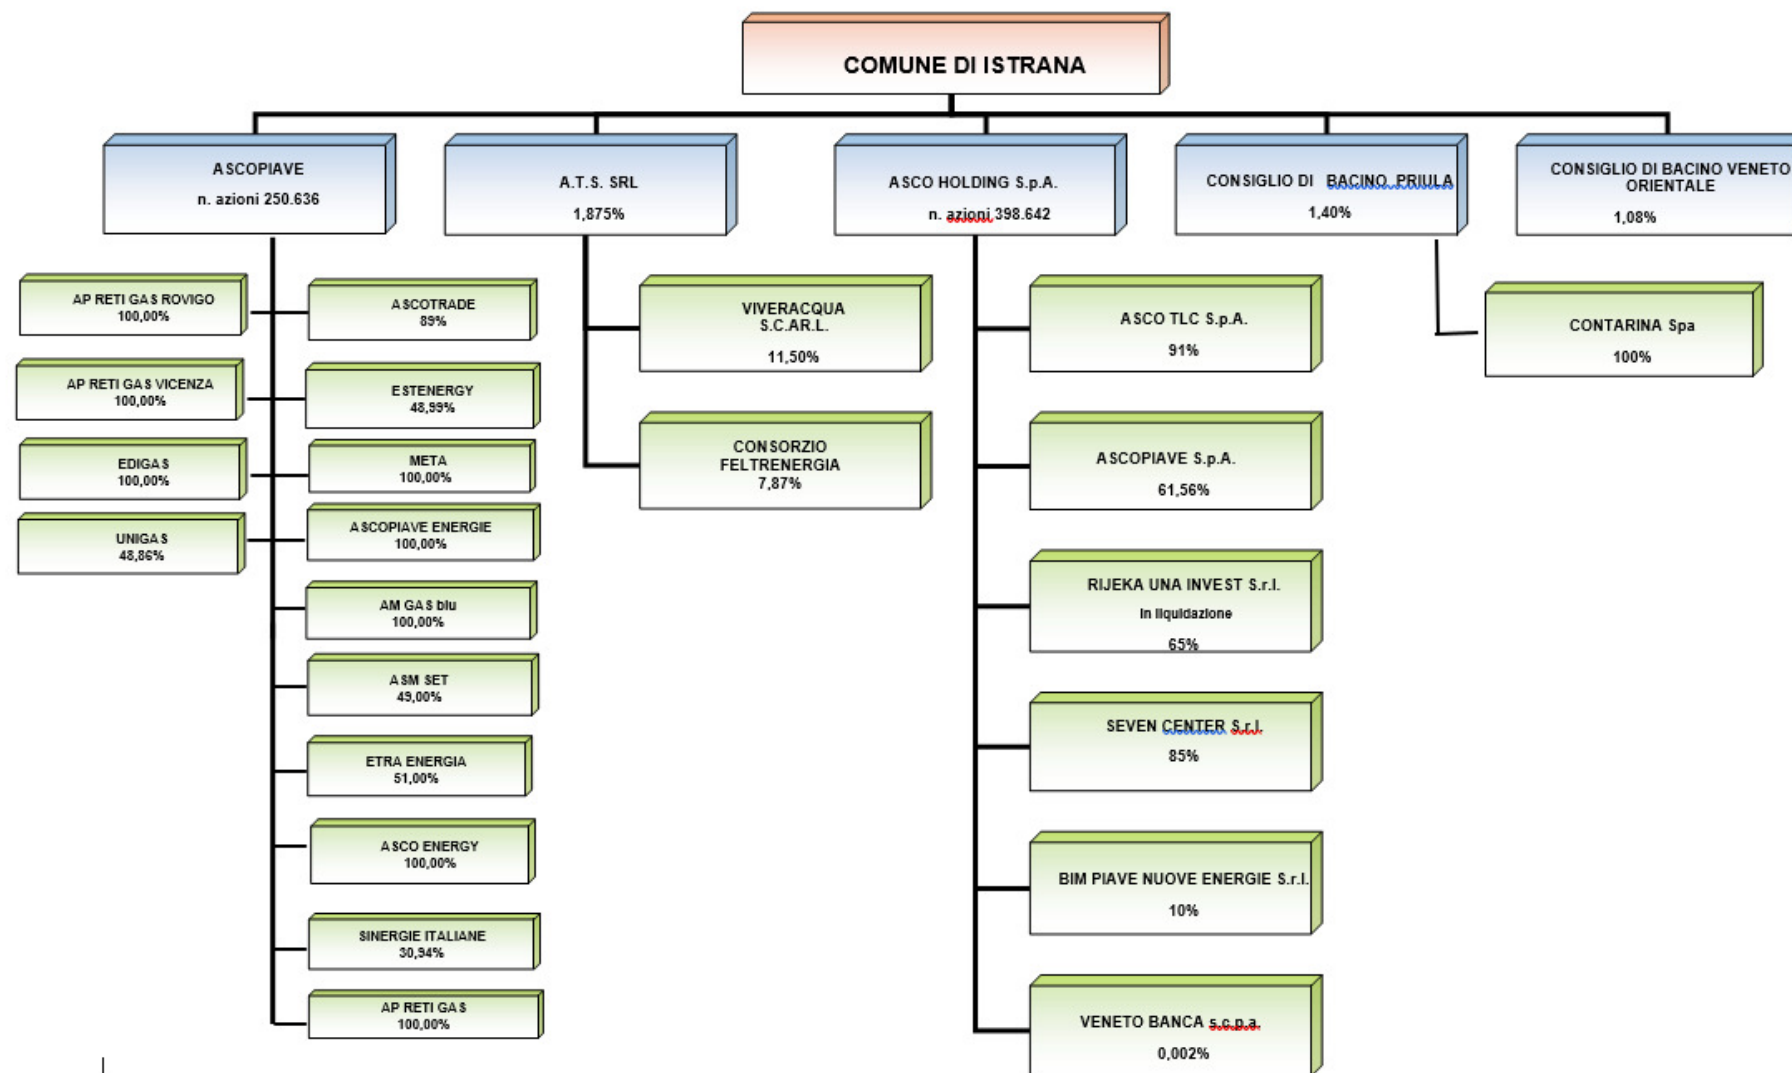 COMUNE DI ISTRANA
ASCOPIAVE
n. azioni 250.636
A.T.S. SRL
1,875%
ASCO HOLDING S.p.A.
n. azioni 398.642
CONSIGLIO DI BACINO PRIULA
1,40%
CONSIGLIO DI BACINO VENETO
ORIENTALE
1,08%
AP RETI GAS ROVIGO
100,00%
AP RETI GAS VICENZA
100,00%
EDIGAS
100,00%
UNIGAS
48,86%
ASCOTRADE
89%
ESTENERGY
48,99%
META
100,00%
ASCOPIAVE ENERGIE
100,00%
AM GAS blu
100,00%
ASM SET
49,00%
ETRA ENERGIA
51,00%
ASCO ENERGY
100,00%
SINERGIE ITALIANE
30,94%
AP RETI GAS
100,00%
VIVERACQUA
S.C.AR.L.
11,50%
CONSORZIO
FELTRENERGIA
7,87%
ASCO TLC S.p.A.
91%
ASCOPIAVE S.p.A.
61,56%
RIJEKA UNA INVEST S.r.l.
In liquidazione
65%
SEVEN CENTER S.r.l.
85%
BIM PIAVE NUOVE ENERGIE S.r.l.
10%
VENETO BANCA s.c.p.a.
0,002%
CONTARINA Spa
100%